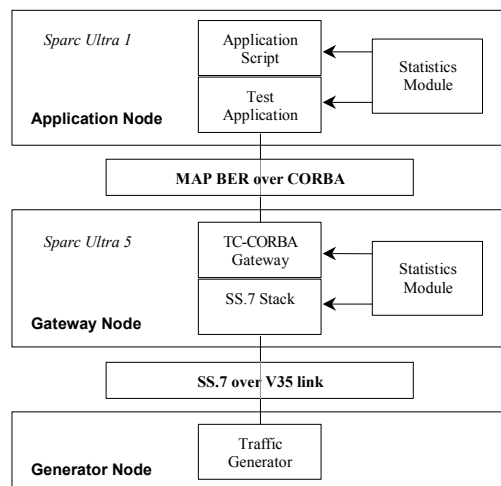 Sparc Ultra 1
Application
Script
Statistics
Module
Test
Application
Application Node
MAP BER over CORBA
Sparc Ultra 5
TC-CORBA
Gateway
Statistics
Module
SS.7 Stack
Gateway Node
SS.7 over V35 link
Traffic
Generator
Generator Node